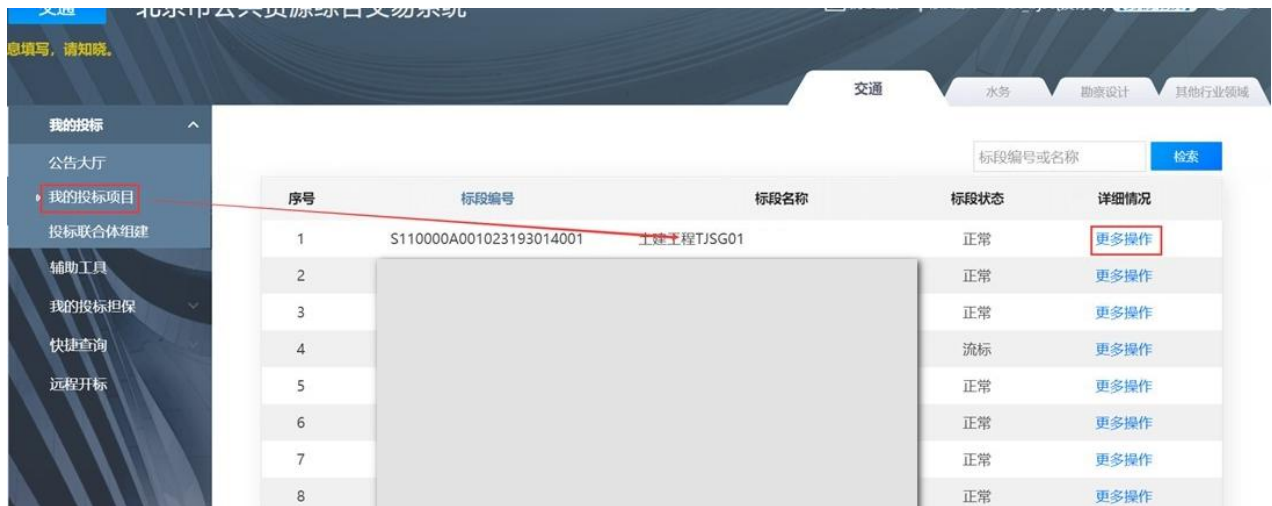 交通 北京市公共资源综合交易系统
息填写，请知晓。
交通 水务 勘察设计 其他行业领域
我的投标
公告大厅
我的投标项目
投标联合体组建
辅助工具
我的投标担保
快捷查询
远程开标
标段编号或名称 检索
序号 标段编号 标段名称 标段状态 详细情况
1 S110000A001023193014001 土建工程TJSG01 正常 更多操作
2 正常 更多操作
3 正常 更多操作
4 流标 更多操作
5 正常 更多操作
6 正常 更多操作
7 正常 更多操作
8 正常 更多操作